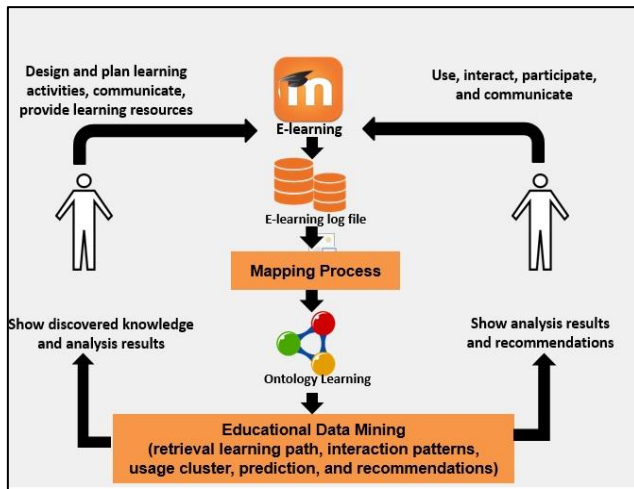 Design and plan learning
activities, communicate,
provide learning resources
Use, interact, participate,
and communicate
m
E-learning
E-learning log file
Mapping Process
Show discovered knowledge
and analysis results
Show analysis results
and recommendations
Ontology Learning
Educational Data Mining
(retrieval learning path, interaction patterns,
usage cluster, prediction, and recommendations)